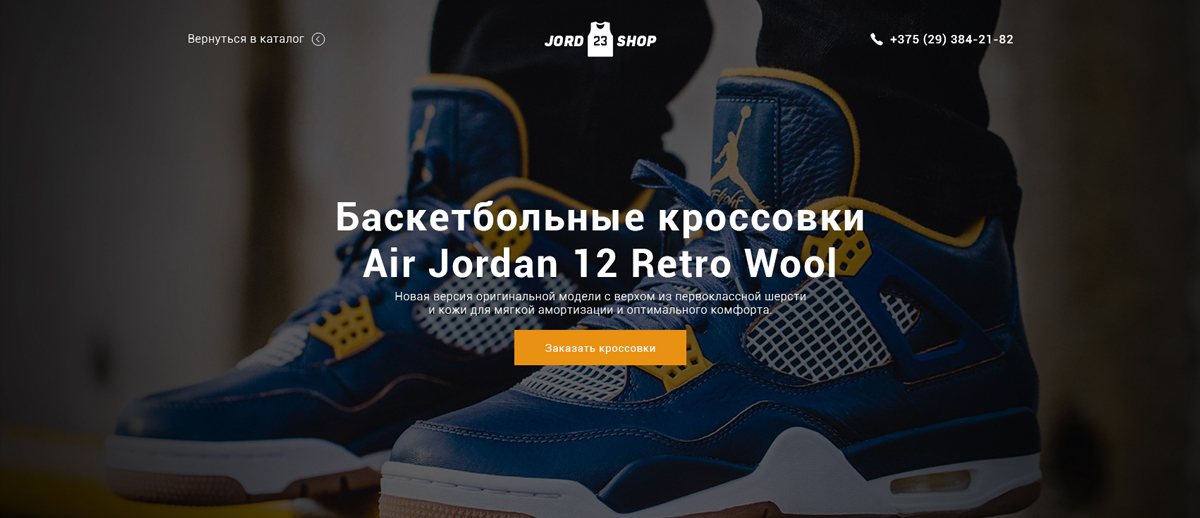 Вернуться в каталог
JORD 23 SHOP
+375 (29) 384-21-82
Баскетбольные кроссовки
Air Jordan 12 Retro Wool
Новая версия оригинальной модели с верхом из первоклассной шерсти
и кожи для мягкой амортизации и оптимального комфорта.
Заказать кроссовки